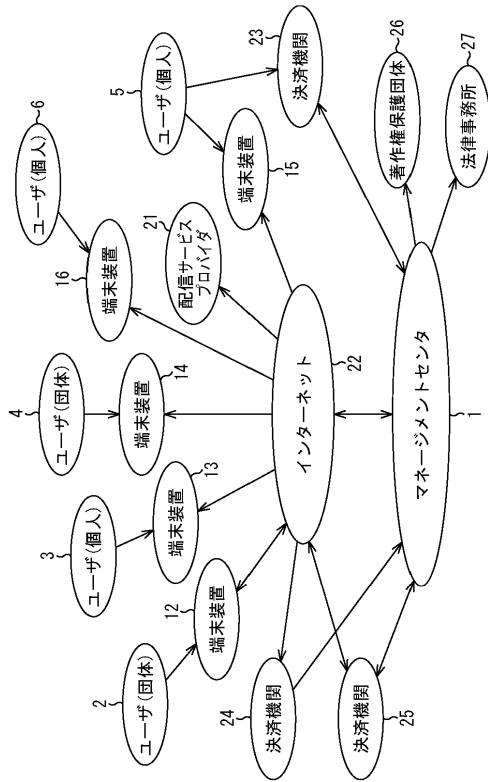 ユーザ(団体)
2
ユーザ(個人)
3
ユーザ(団体)
4
ユーザ(個人)
6
ユーザ(個人)
5
端末装置
12
端末装置
13
端末装置
14
端末装置
16
配信サービス
プロバイダ
21
端末装置
15
決済機関
23
決済機関
24
インターネット
22
決済機関
25
マネージメントセンタ
1
著作権保護団体
26
法律事務所
27